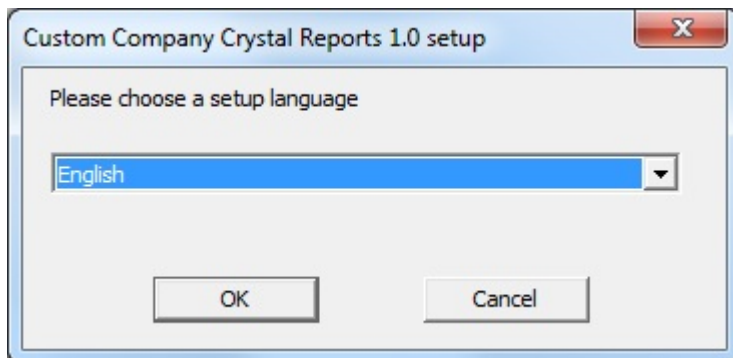 Custom Company Crystal Reports 1.0 setup
Please choose a setup language
English
OK Cancel